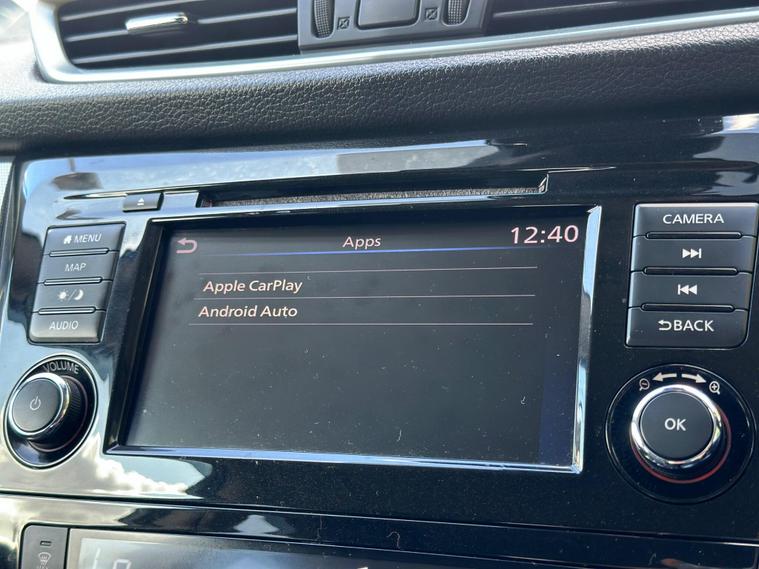 MENU
MAP
AUDIO
VOLUME
Apps
12:40
Apple CarPlay
Android Auto
CAMERA
BACK
OK